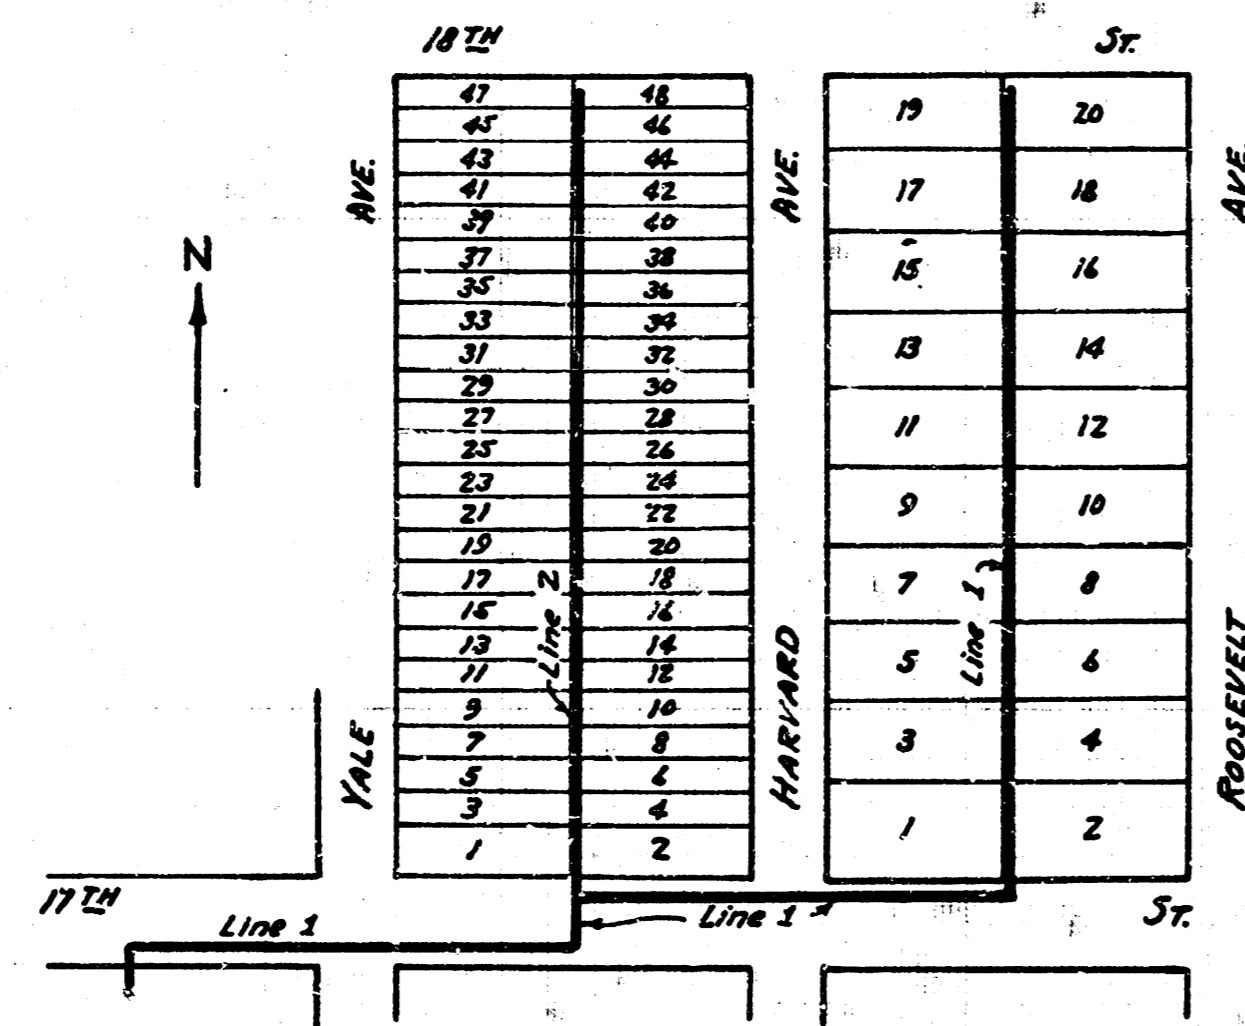 18TH ST.
47 48 19 20
45 46
43 44
41 42 17 18
39 40
37 38 15 16
35 36
33 34
31 32 13 14
29 30
27 28 11 12
25 26
23 24 9 10
21 22
19 20
17 18 7 8
15 16
13 14 5 6
11 12
9 10
7 8 3 4
5 6
3 4
1 2 1 2
AVE.
AVE.
AVE.
N
Line 2
Line 1
YALE
HARVARD
ROOSEVELT
17TH ST.
Line 1
Line 1